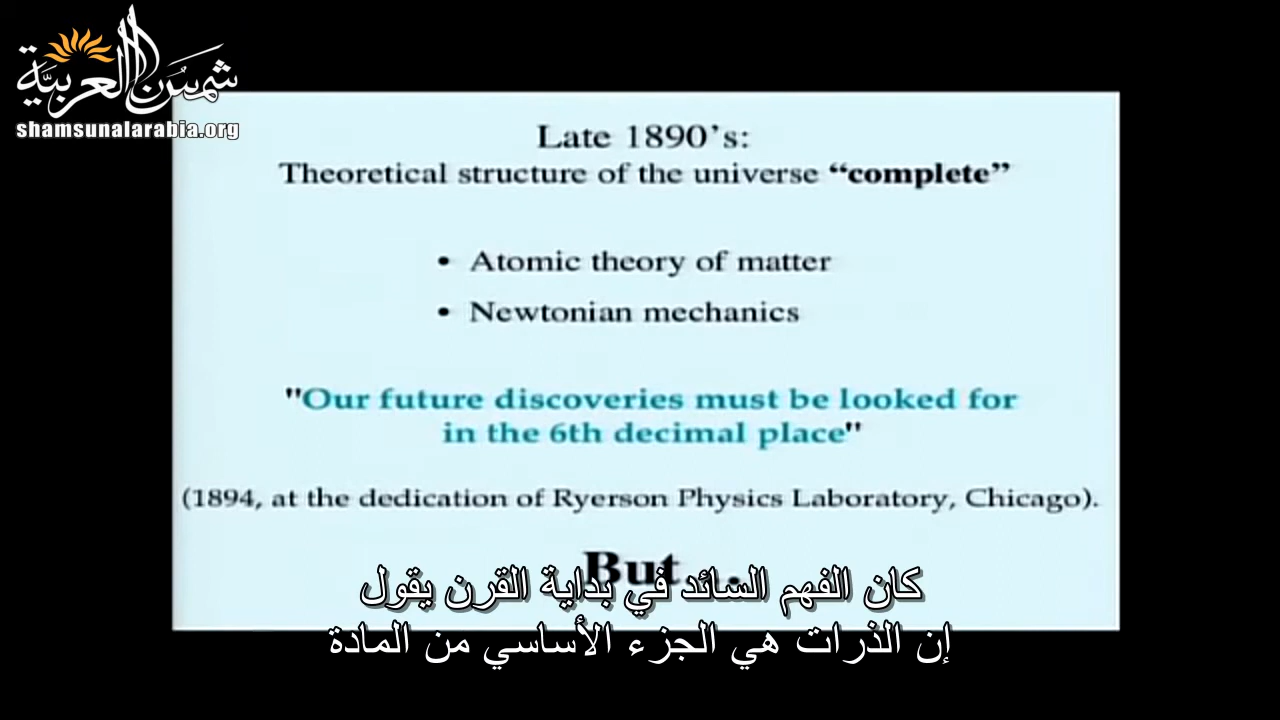 شمس العربية
shamsunalarabia.org
Late 1890's:
Theoretical structure of the universe “complete”
• Atomic theory of matter
• Newtonian mechanics
"Our future discoveries must be looked for
in the 6th decimal place"
(1894, at the dedication of Ryerson Physics Laboratory, Chicago).
But ...
كان الفهم السائد في بداية القرن يقول
إن الذرات هي الجزء الأساسي من المادة